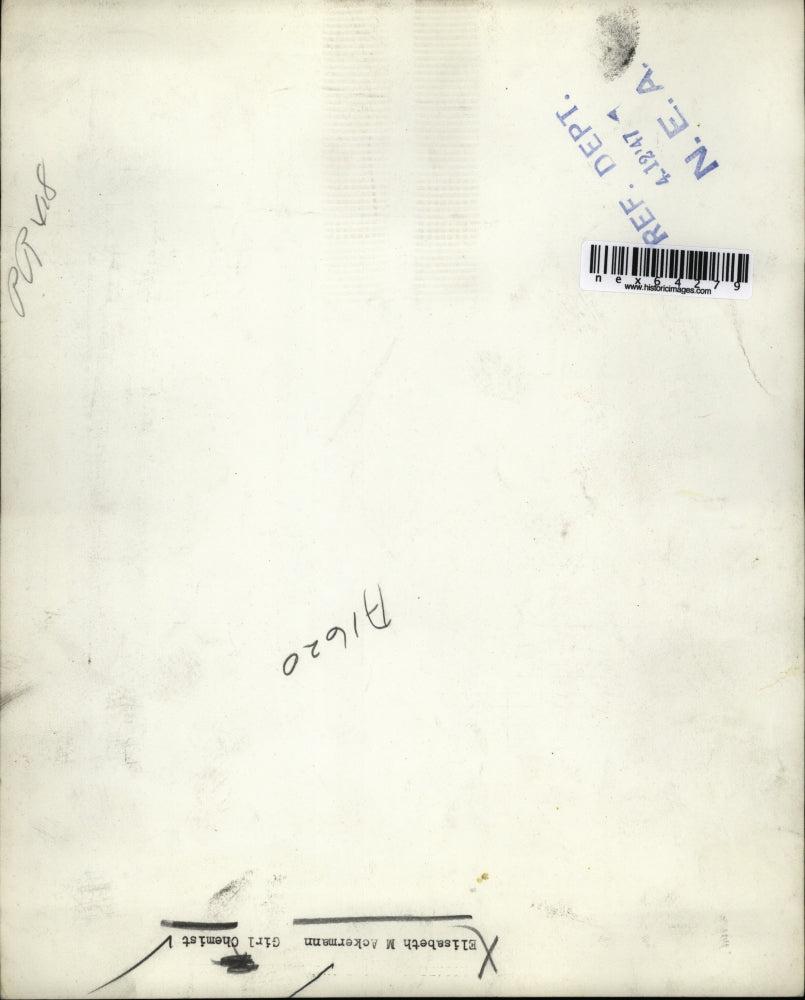 REF. DEPT.
4.12'47
N.E.A.
nex64279
www.historicimages.com
A1620
Elisabeth M Ackermann Girl Chemist